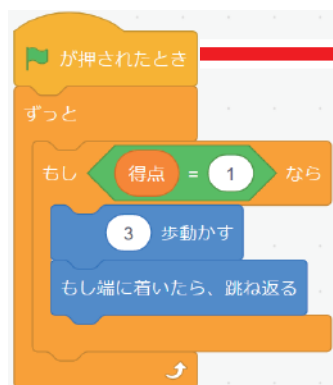 が押されたとき
ずっと
もし 得点 = 1 なら
3 歩動かす
もし端に着いたら、跳ね返る